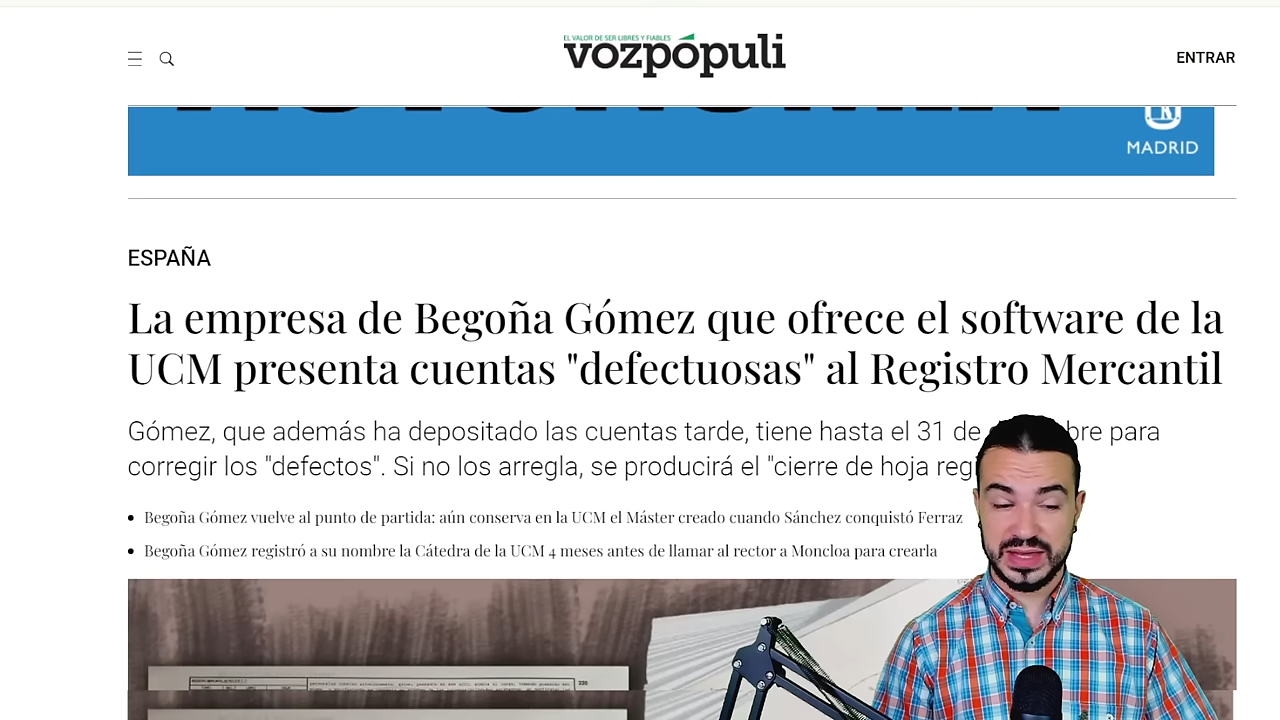 EL VALOR DE SER LIBRES Y FIABLES
vozpópuli
ENTRAR
MADRID
ESPAÑA
La empresa de Begoña Gómez que ofrece el software de la
UCM presenta cuentas "defectuosas" al Registro Mercantil
Gómez, que además ha depositado las cuentas tarde, tiene hasta el 31 de para
corregir los "defectos". Si no los arregla, se producirá el "cierre de hoja
Begoña Gómez vuelve al punto de partida: aún conserva en la UCM el Máster creado cuando Sánchez conquistó Ferraz
Begoña Gómez registró a su nombre la Cátedra de la UCM 4 meses antes de llamar al rector a Moncloa para crearla